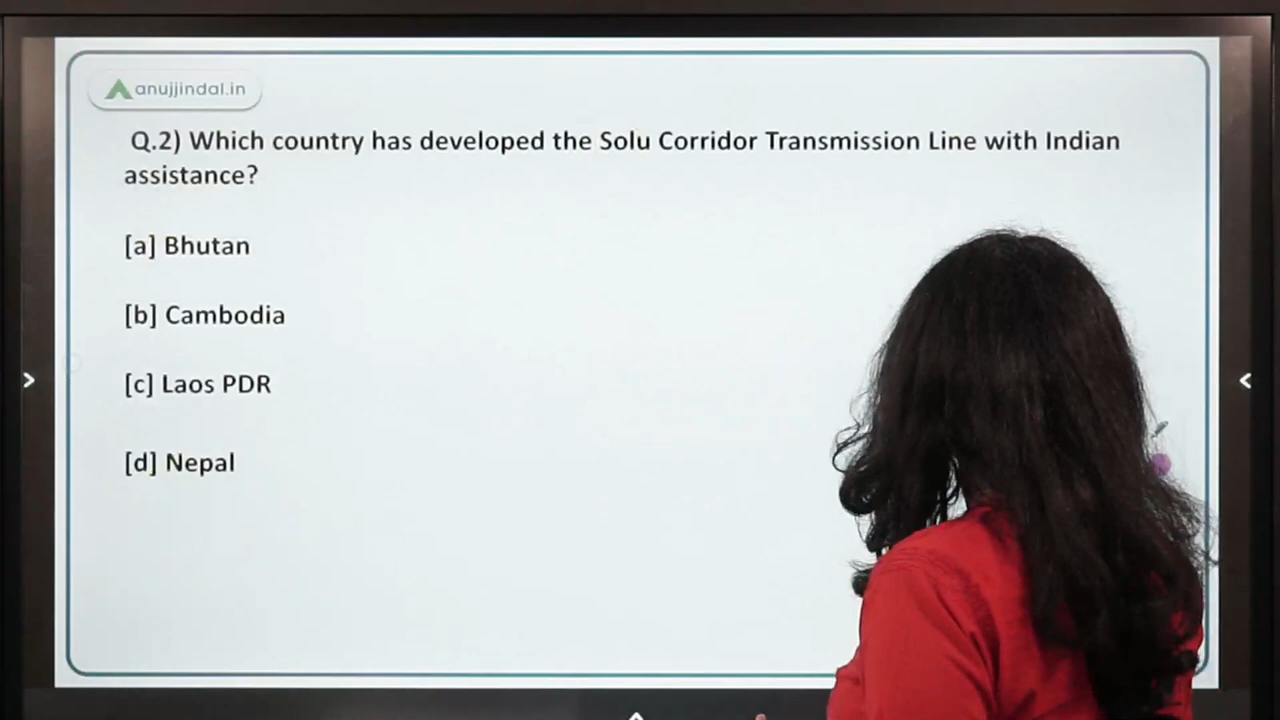 anujjindal.in
Q.2) Which country has developed the Solu Corridor Transmission Line with Indian
assistance?
[a] Bhutan
[b] Cambodia
[c] Laos PDR
[d] Nepal